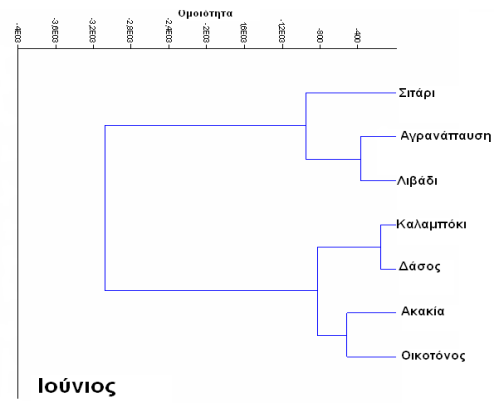 Ομοιότητα
-4E03 -3,6E03 -3,2E03 -2,8E03 -2,4E03 -2E03 -1,6E03 -1,2E03 -800 -400
Σιτάρι
Αγρανάπαυση
Λιβάδι
Καλαμπόκι
Δάσος
Ακακία
Οικοτόνος
Ιούνιος